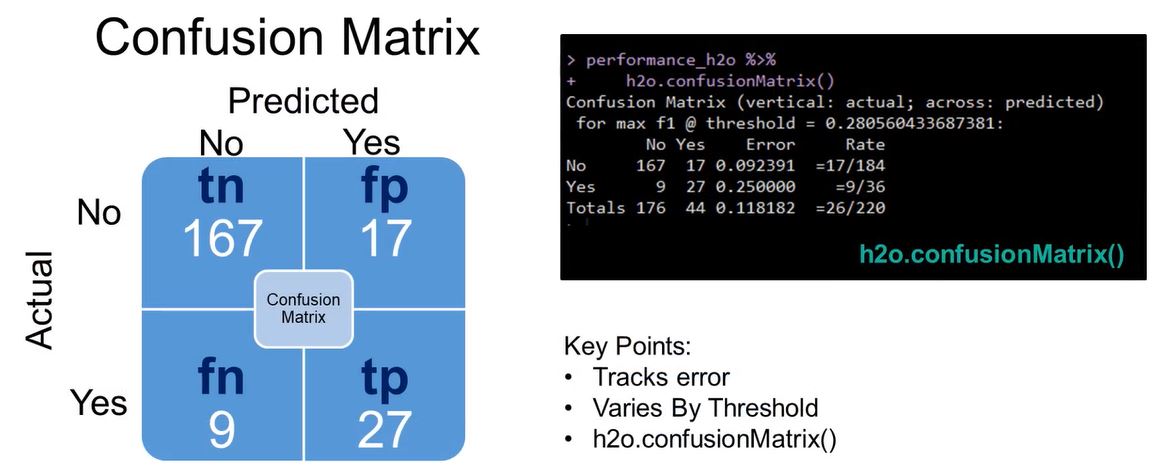 Confusion Matrix
Predicted
No Yes
Actual
No
tn fp
167 17
Confusion
Matrix
Yes
fn tp
9 27
> performance_h2o %>%
+ h2o.confusionMatrix()
Confusion Matrix (vertical: actual; across: predicted)
for max f1 @ threshold = 0.280560433687381:
No Yes Error Rate
No 167 17 0.092391 =17/184
Yes 9 27 0.250000 =9/36
Totals 176 44 0.118182 =26/220
h2o.confusionMatrix()
Key Points:
• Tracks error
• Varies By Threshold
• h2o.confusionMatrix()